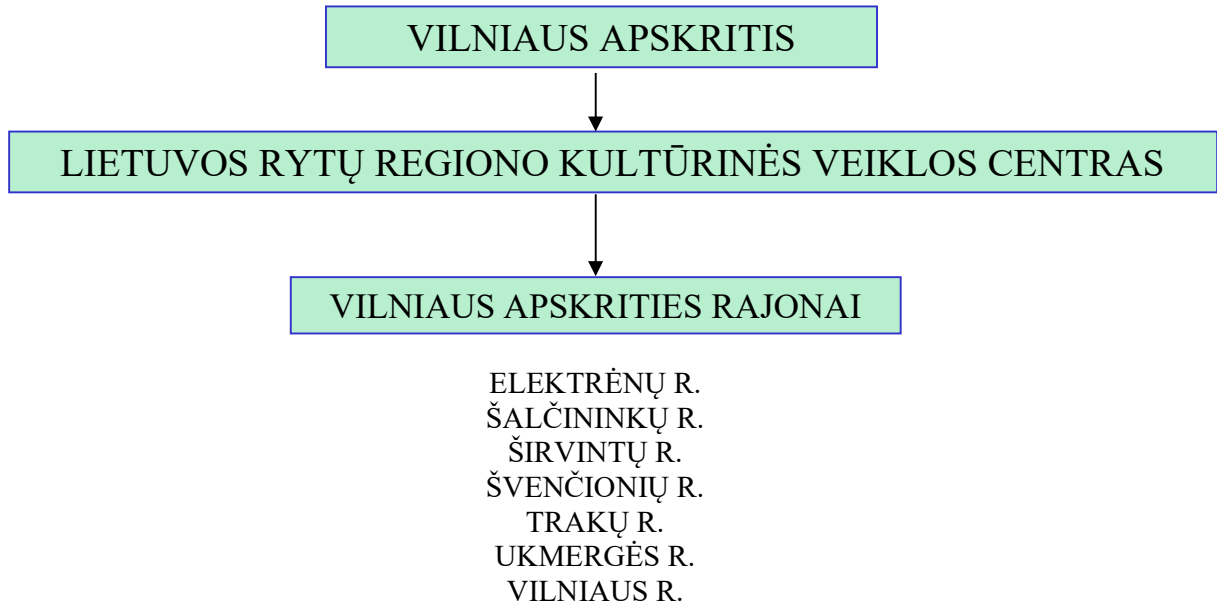 VILNIAUS APSKRITIS
LIETUVOS RYTŲ REGIONO KULTŪRINĖS VEIKLOS CENTRAS
VILNIAUS APSKRITIES RAJONAI
ELEKTRĖNŲ R.
ŠALČININKŲ R.
ŠIRVINTŲ R.
ŠVENČIONIŲ R.
TRAKŲ R.
UKMERGĖS R.
VILNIAUS R.